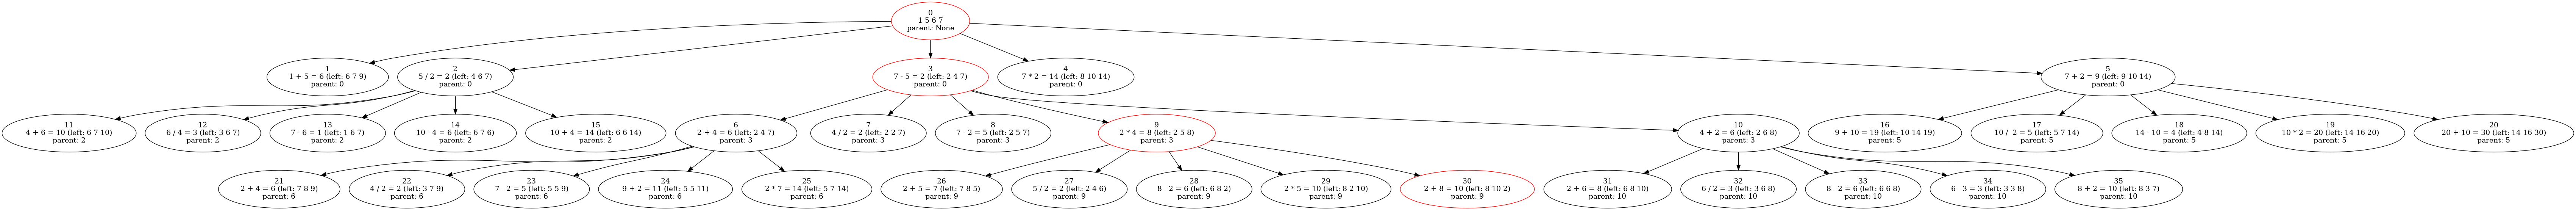 0
1 5 6 7
parent: None
1
1 + 5 = 6 (left: 6 7 9)
parent: 0
2
5 / 2 = 2 (left: 4 6 7)
parent: 0
3
7 - 5 = 2 (left: 2 4 7)
parent: 0
4
7 * 2 = 14 (left: 8 10 14)
parent: 0
5
7 + 2 = 9 (left: 9 10 14)
parent: 0
11
4 + 6 = 10 (left: 6 7 10)
parent: 2
12
6 / 4 = 3 (left: 3 6 7)
parent: 2
13
7 - 6 = 1 (left: 1 6 7)
parent: 2
14
10 - 4 = 6 (left: 6 7 6)
parent: 2
15
10 + 4 = 14 (left: 6 6 14)
parent: 2
6
2 + 4 = 6 (left: 2 4 7)
parent: 3
7
4 / 2 = 2 (left: 2 2 7)
parent: 3
8
7 - 2 = 5 (left: 2 5 7)
parent: 3
9
2 * 4 = 8 (left: 2 5 8)
parent: 3
10
4 + 2 = 6 (left: 2 6 8)
parent: 3
16
9 + 10 = 19 (left: 10 14 19)
parent: 5
17
10 /  2 = 5 (left: 5 7 14)
parent: 5
18
14 - 10 = 4 (left: 4 8 14)
parent: 5
19
10 * 2 = 20 (left: 14 16 20)
parent: 5
20
20 + 10 = 30 (left: 14 16 30)
parent: 5
21
2 + 4 = 6 (left: 7 8 9)
parent: 6
22
4 / 2 = 2 (left: 3 7 9)
parent: 6
23
7 - 2 = 5 (left: 5 5 9)
parent: 6
24
9 + 2 = 11 (left: 5 5 11)
parent: 6
25
2 * 7 = 14 (left: 5 7 14)
parent: 6
26
2 + 5 = 7 (left: 7 8 5)
parent: 9
27
5 / 2 = 2 (left: 2 4 6)
parent: 9
28
8 - 2 = 6 (left: 6 8 2)
parent: 9
29
2 * 5 = 10 (left: 8 2 10)
parent: 9
30
2 + 8 = 10 (left: 8 10 2)
parent: 9
31
2 + 6 = 8 (left: 6 8 10)
parent: 10
32
6 / 2 = 3 (left: 3 6 8)
parent: 10
33
8 - 2 = 6 (left: 6 6 8)
parent: 10
34
6 - 3 = 3 (left: 3 3 8)
parent: 10
35
8 + 2 = 10 (left: 8 3 7)
parent: 10